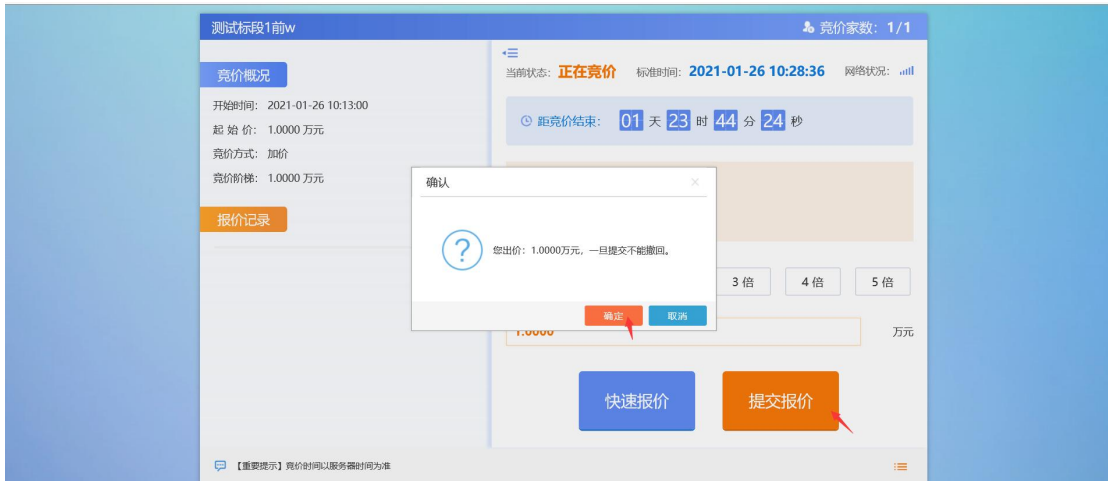 测试标段1前w
竞价家数：1/1
竞价概况
开始时间： 2021-01-26 10:13:00
起 始 价： 1.0000 万元
竞价方式： 加价
竞价阶梯： 1.0000 万元
报价记录
当前状态：正在竞价 标准时间：2021-01-26 10:28:36 网络状况：
距竞价结束： 01 天 23 时 44 分 24 秒
确认
您出价：1.0000万元，一旦提交不能撤回。
确定 取消
3 倍 4 倍 5 倍
1.0000 万元
快速报价 提交报价
【重要提示】竞价时间以服务器时间为准